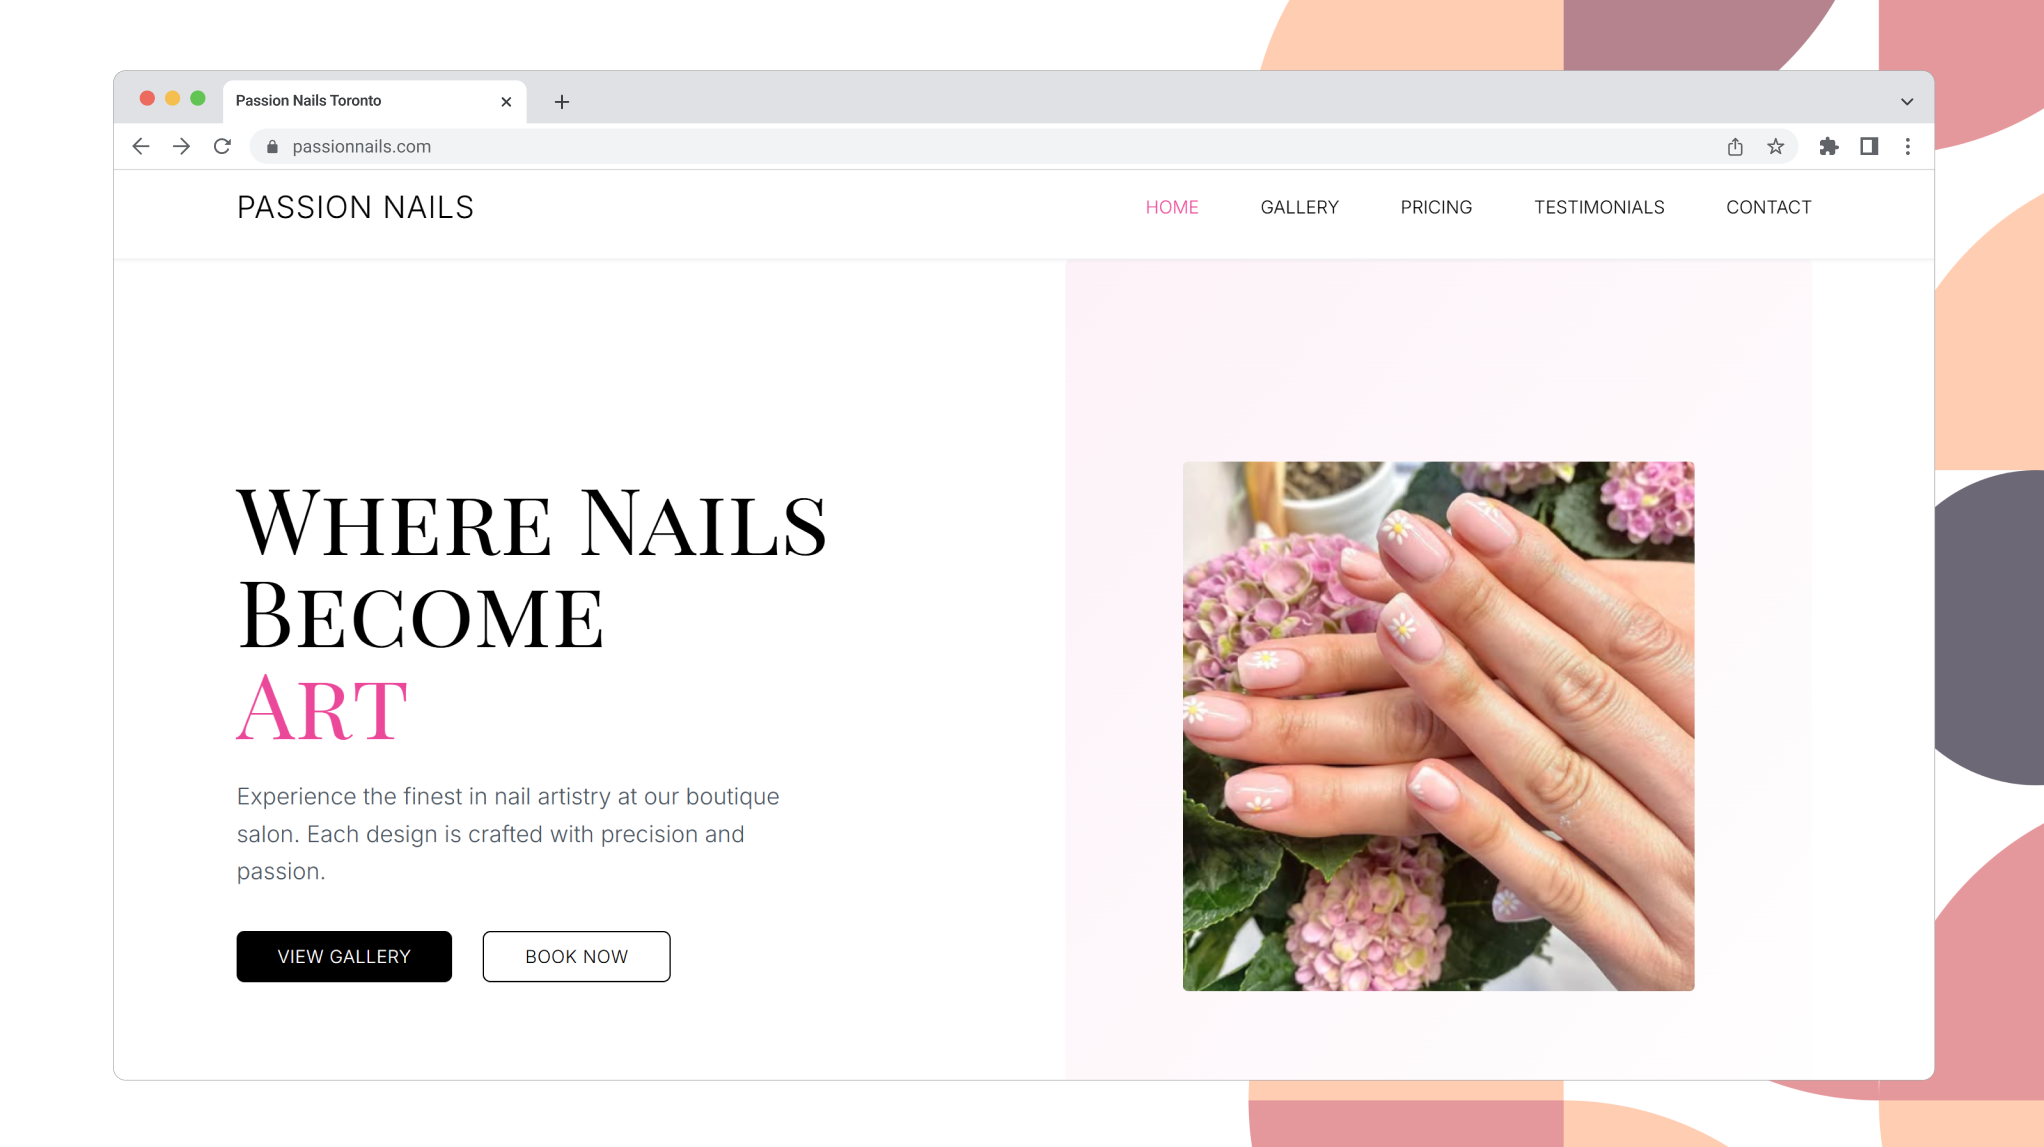 Passion Nails Toronto
passionnails.com
PASSION NAILS
HOME GALLERY PRICING TESTIMONIALS CONTACT
Where Nails
Become
Art
Experience the finest in nail artistry at our boutique
salon. Each design is crafted with precision and
passion.
VIEW GALLERY BOOK NOW